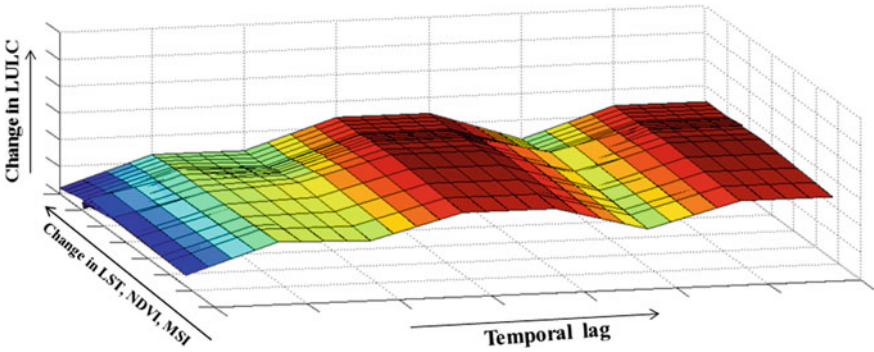 Change in LULC
Change in LST, NDVI, MSI
Temporal lag